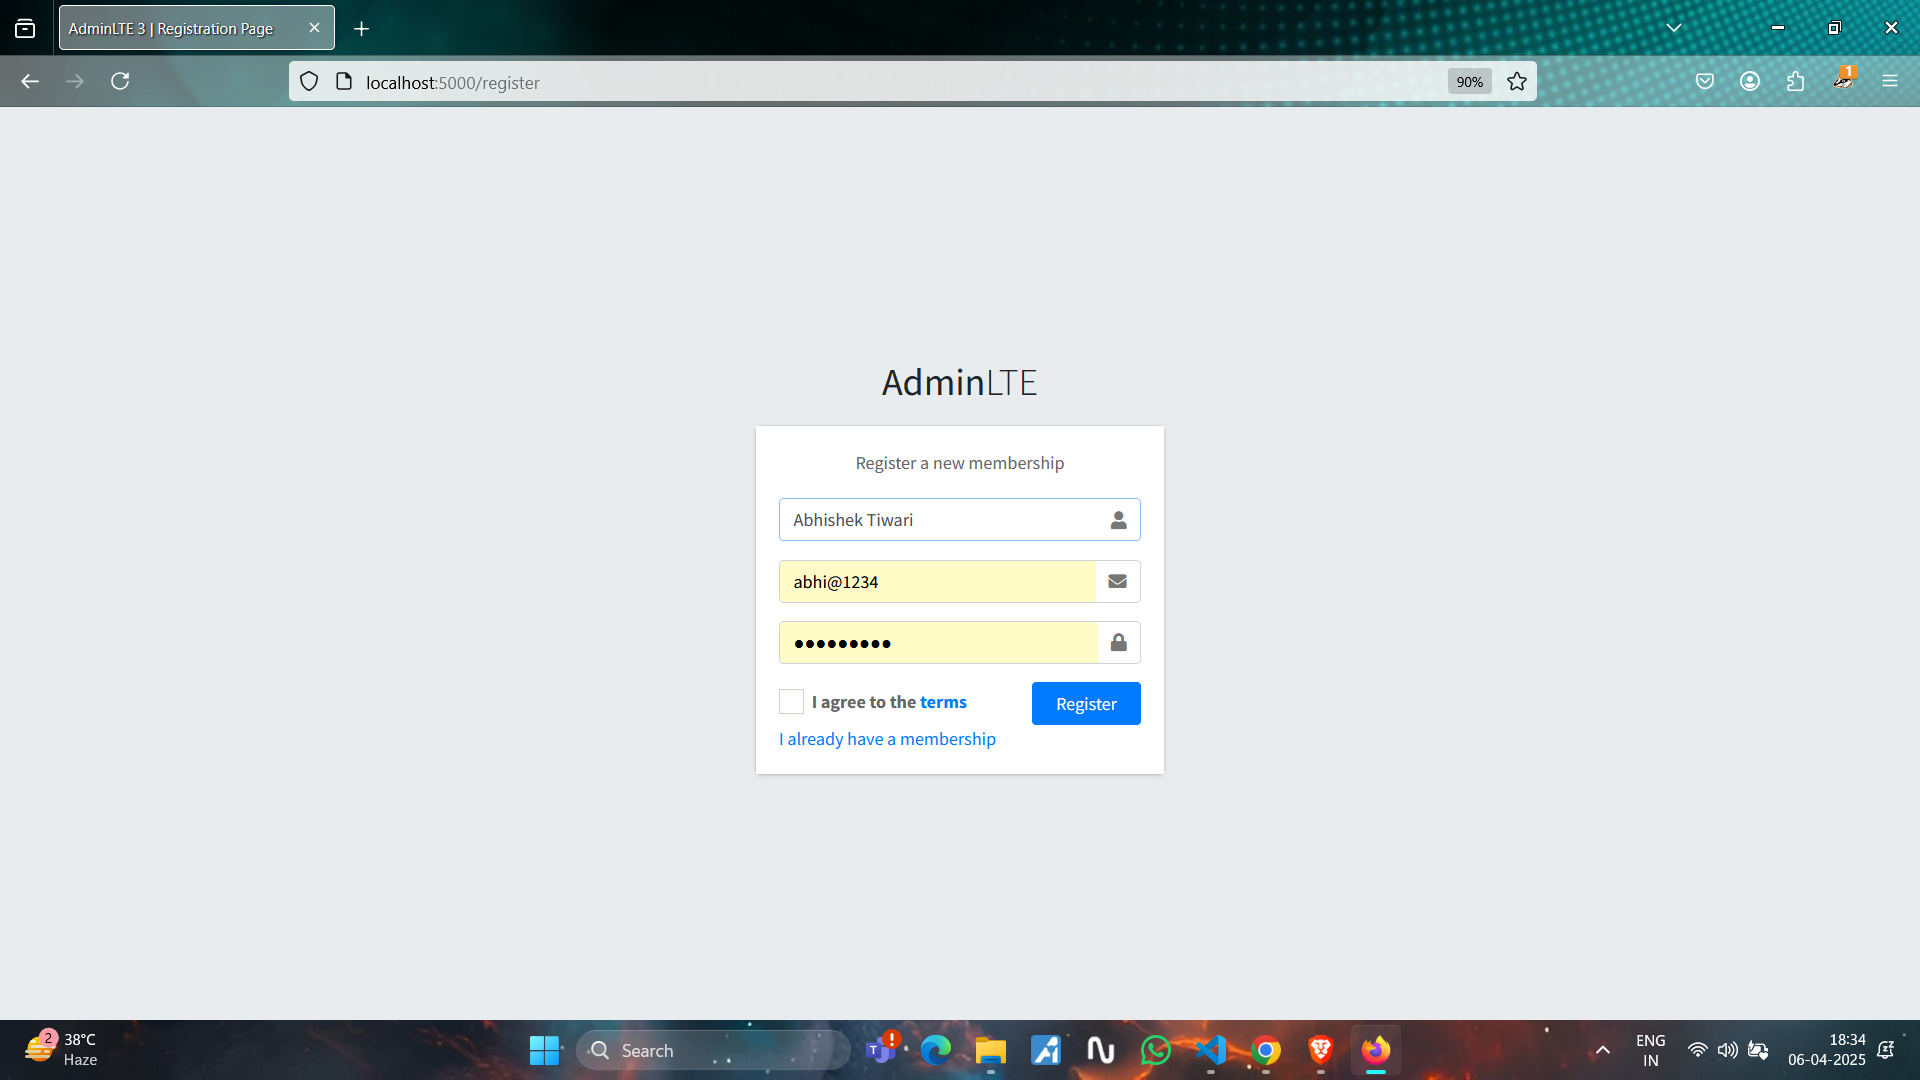 AdminLTE 3 | Registration Page
localhost:5000/register
90%
1
AdminLTE
Register a new membership
Abhishek Tiwari
abhi@1234
●●●●●●●●●
I agree to the terms
Register
I already have a membership
2
38°C
Haze
Search
ENG
IN
18:34
06-04-2025